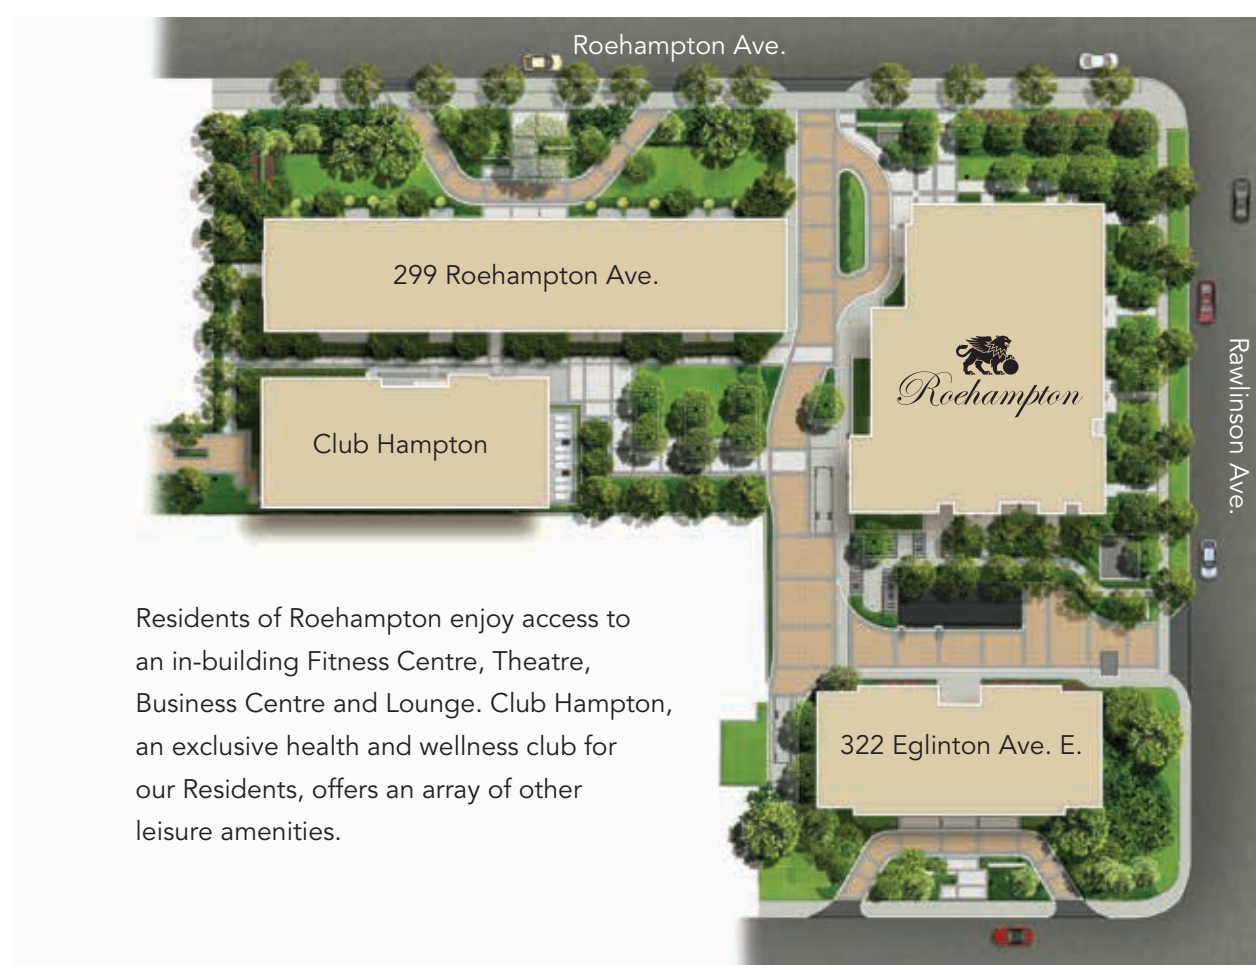 Roehampton Ave.
299 Roehampton Ave.
Roehampton
Rawlinson Ave.
Club Hampton
Residents of Roehampton enjoy access to
an in-building Fitness Centre, Theatre,
Business Centre and Lounge. Club Hampton,
an exclusive health and wellness club for
our Residents, offers an array of other
leisure amenities.
322 Eglinton Ave. E.